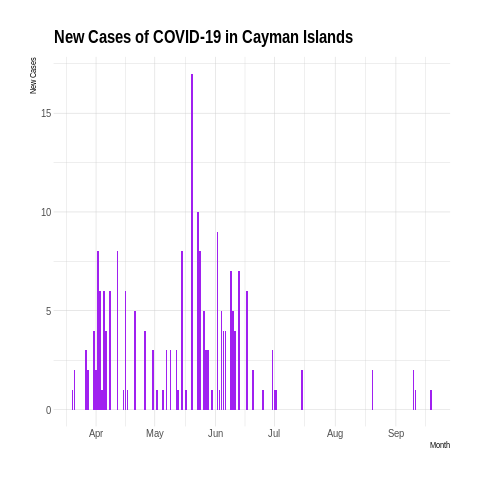 New Cases of COVID-19 in Cayman Islands
New Cases
15
10
5
0
Apr May Jun Jul Aug Sep
Month